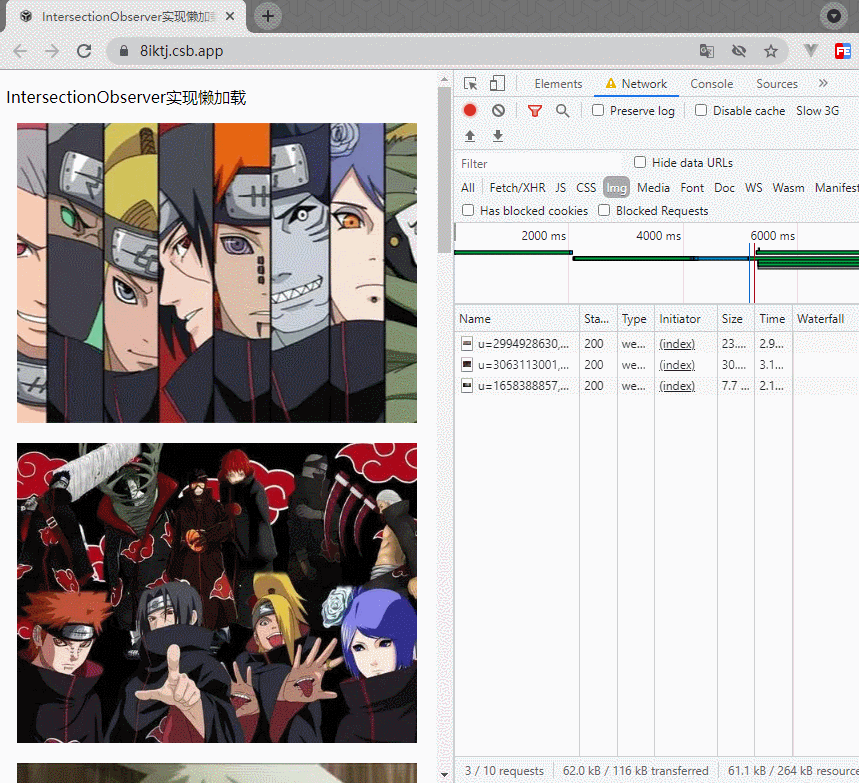 IntersectionObserver实现懒加载
8iktj.csb.app
IntersectionObserver实现懒加载
Elements Network Console Sources »
Preserve log Disable cache Slow 3G
Filter Hide data URLs
All Fetch/XHR JS CSS Img Media Font Doc WS Wasm Manifest
Has blocked cookies Blocked Requests
2000 ms 4000 ms 6000 ms
Name Sta... Type Initiator Size Time Waterfall
u=2994928630,... 200 we... (index) 23.... 2.9...
u=3063113001,... 200 we... (index) 30.... 3.1...
u=1658388857,... 200 we... (index) 7.7 ... 2.1...
3 / 10 requests 62.0 kB / 116 kB transferred 61.1 kB / 264 kB resourc